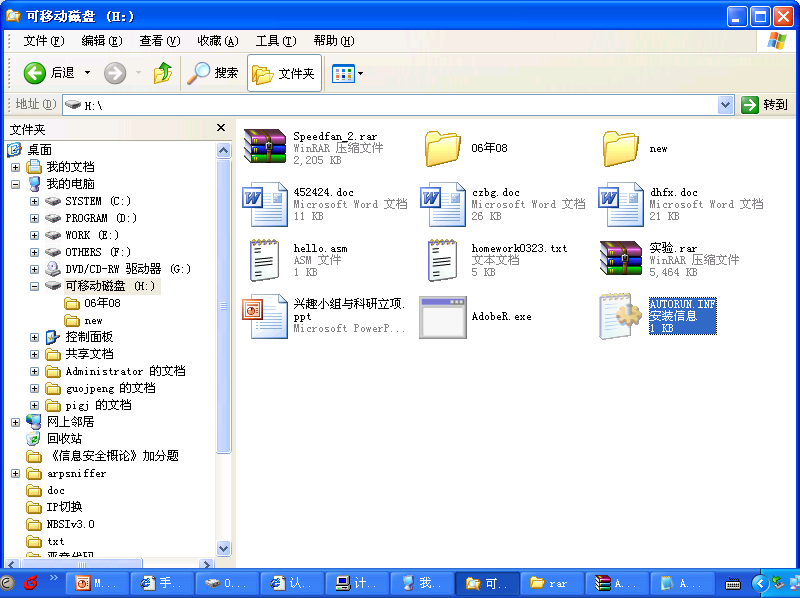 可移动磁盘 (H:)
文件(F) 编辑(E) 查看(V) 收藏(A) 工具(T) 帮助(H)
后退 搜索 文件夹
地址(D) H:\ 转到
文件夹
桌面
我的文档
我的电脑
SYSTEM (C:)
PROGRAM (D:)
WORK (E:)
OTHERS (F:)
DVD/CD-RW 驱动器 (G:)
可移动磁盘 (H:)
06年08
new
控制面板
共享文档
Administrator 的文档
guojpeng 的文档
pigj 的文档
网上邻居
回收站
《信息安全概论》加分题
arpsniffer
doc
IP切换
NBSIv3.0
txt
Speedfan_2.rar
WinRAR 压缩文件
2,205 KB
06年08
new
452424.doc
Microsoft Word 文档
11 KB
czbg.doc
Microsoft Word 文档
26 KB
dhfx.doc
Microsoft Word 文档
21 KB
hello.asm
ASM 文件
1 KB
homework0323.txt
文本文档
5 KB
实验.rar
WinRAR 压缩文件
5,464 KB
兴趣小组与科研立项.
ppt
Microsoft PowerP...
AdobeR.exe
AUTORUN.INF
安装信息
1 KB
M... 手.. O... 认.. 计.. 我.. 可.. rar A... A...